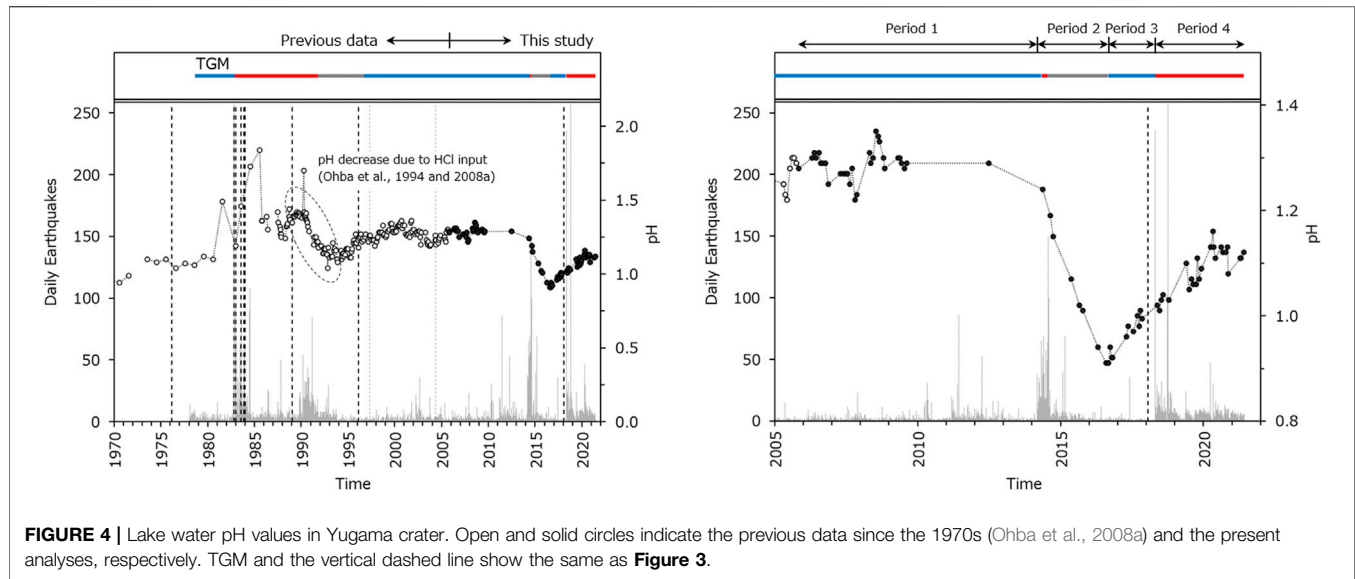 Previous data
This study
TGM
250
200
150
100
50
0
Daily Earthquakes
2.0
1.5
1.0
0.5
0.0
pH
pH decrease due to HCl input
(Ohba et al., 1994 and 2008a)
1970
1975
1980
1985
1990
1995
2000
2005
2010
2015
2020
Time
Period 1
Period 2
Period 3
Period 4
250
200
150
100
50
0
Daily Earthquakes
1.4
1.2
1.0
0.8
pH
2005
2010
2015
2020
Time
FIGURE 4 | Lake water pH values in Yugama crater. Open and solid circles indicate the previous data since the 1970s (Ohba et al., 2008a) and the present
analyses, respectively. TGM and the vertical dashed line show the same as Figure 3.